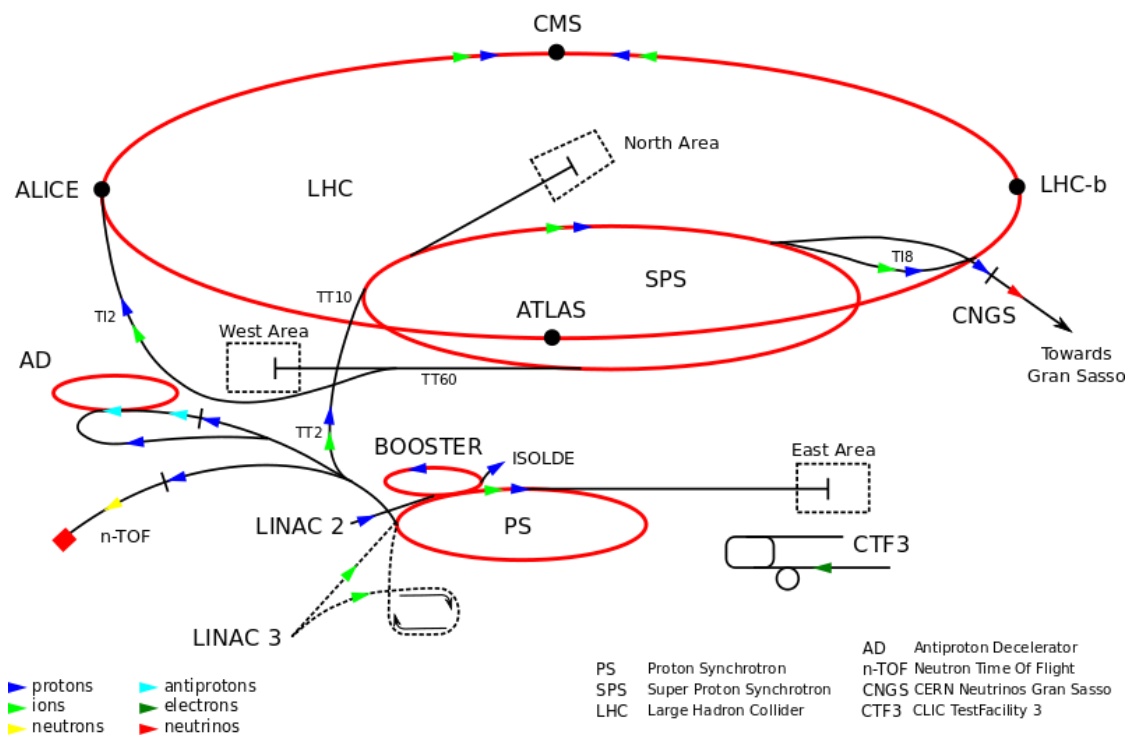 CMS
North Area
ALICE
LHC
LHC-b
TI8
SPS
TT10
ATLAS
CNGS
TI2
West Area
Towards
Gran Sasso
AD
TT60
TT2
BOOSTER
ISOLDE
East Area
LINAC 2
PS
n-TOF
CTF3
LINAC 3
protons
ions
neutrons
antiprotons
electrons
neutrinos
PS Proton Synchrotron
SPS Super Proton Synchrotron
LHC Large Hadron Collider
AD Antiproton Decelerator
n-TOF Neutron Time Of Flight
CNGS CERN Neutrinos Gran Sasso
CTF3 CLIC TestFacility 3